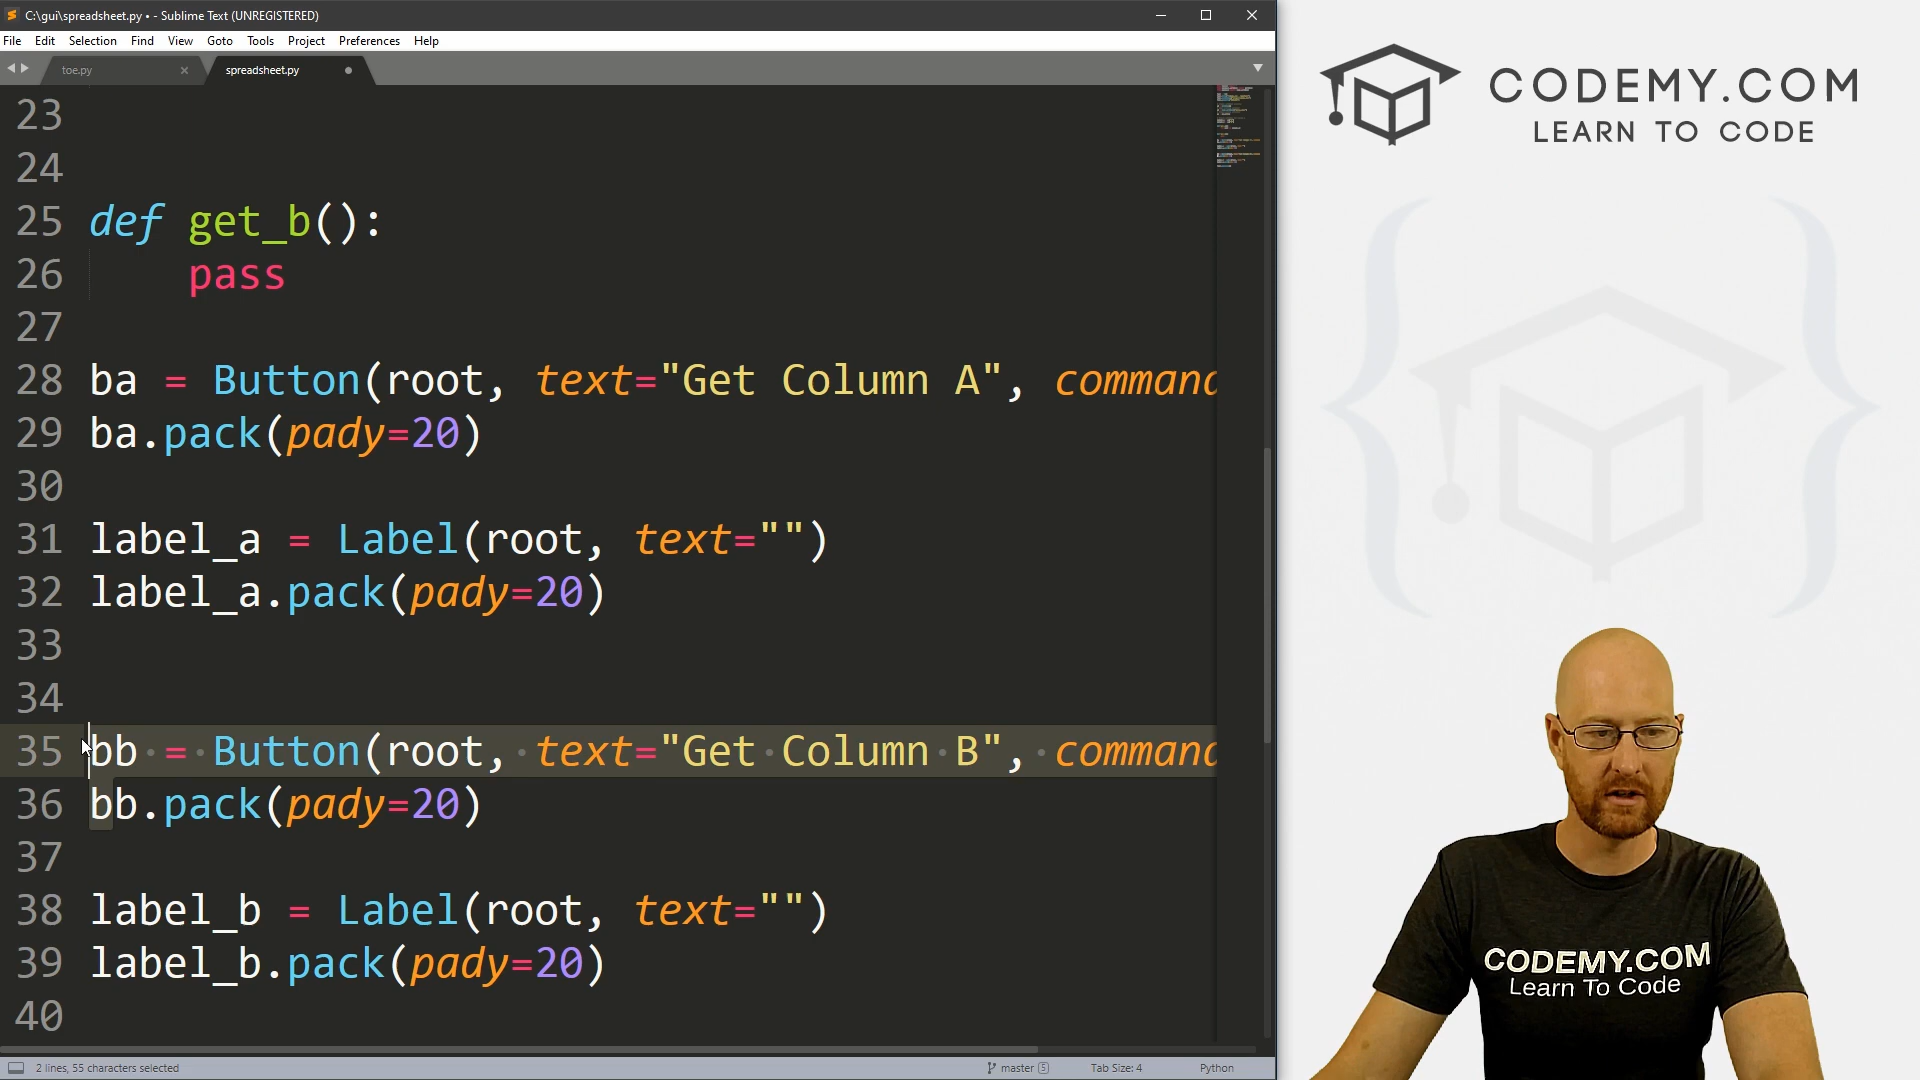 C:\gui\spreadsheet.py • - Sublime Text (UNREGISTERED)
File Edit Selection Find View Goto Tools Project Preferences Help
toe.py
spreadsheet.py
23
24
25 def get_b():
26 pass
27
28 ba = Button(root, text="Get Column A", command
29 ba.pack(pady=20)
30
31 label_a = Label(root, text="")
32 label_a.pack(pady=20)
33
34
35 bb = Button(root, text="Get Column B", command
36 bb.pack(pady=20)
37
38 label_b = Label(root, text="")
39 label_b.pack(pady=20)
40
2 lines, 55 characters selected
master 5
Tab Size: 4
Python
CODEMY.COM
LEARN TO CODE
CODEMY.COM
Learn To Code